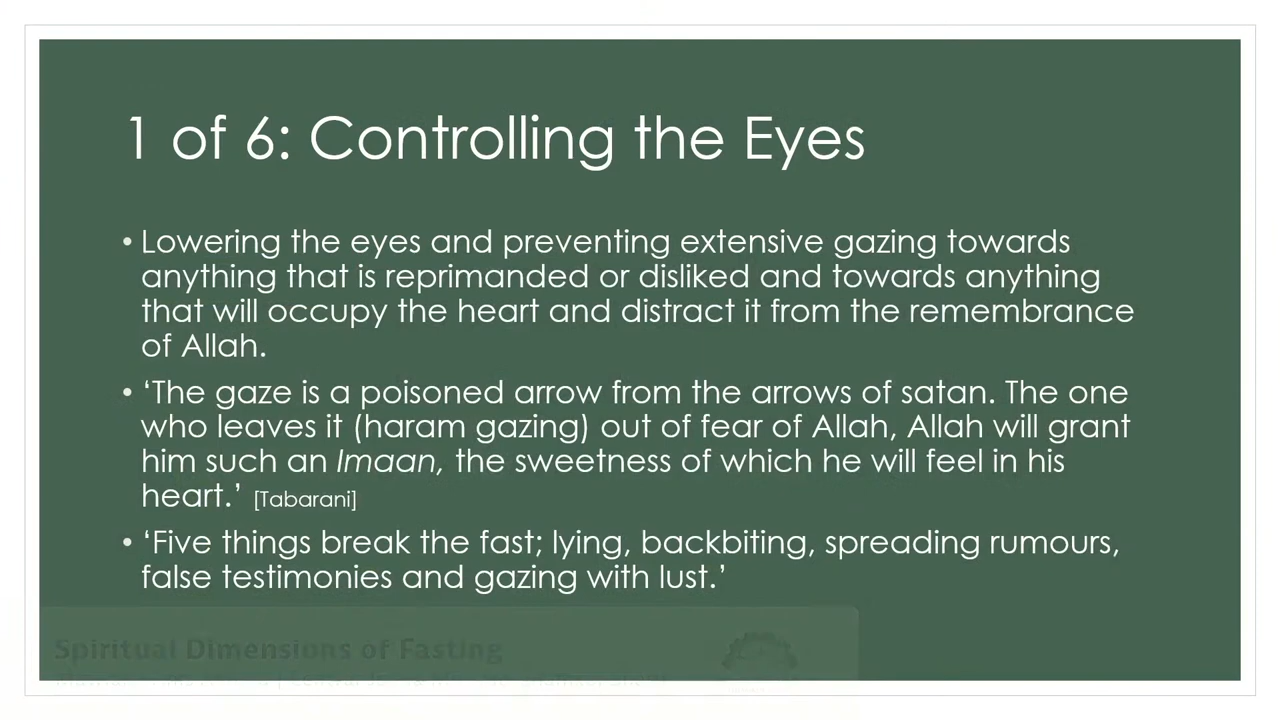 1 of 6: Controlling the Eyes
• Lowering the eyes and preventing extensive gazing towards
anything that is reprimanded or disliked and towards anything
that will occupy the heart and distract it from the remembrance
of Allah.
• ‘The gaze is a poisoned arrow from the arrows of satan. The one
who leaves it (haram gazing) out of fear of Allah, Allah will grant
him such an Imaan, the sweetness of which he will feel in his
heart.’ [Tabarani]
• ‘Five things break the fast; lying, backbiting, spreading rumours,
false testimonies and gazing with lust.’
Spiritual Dimensions of Fasting